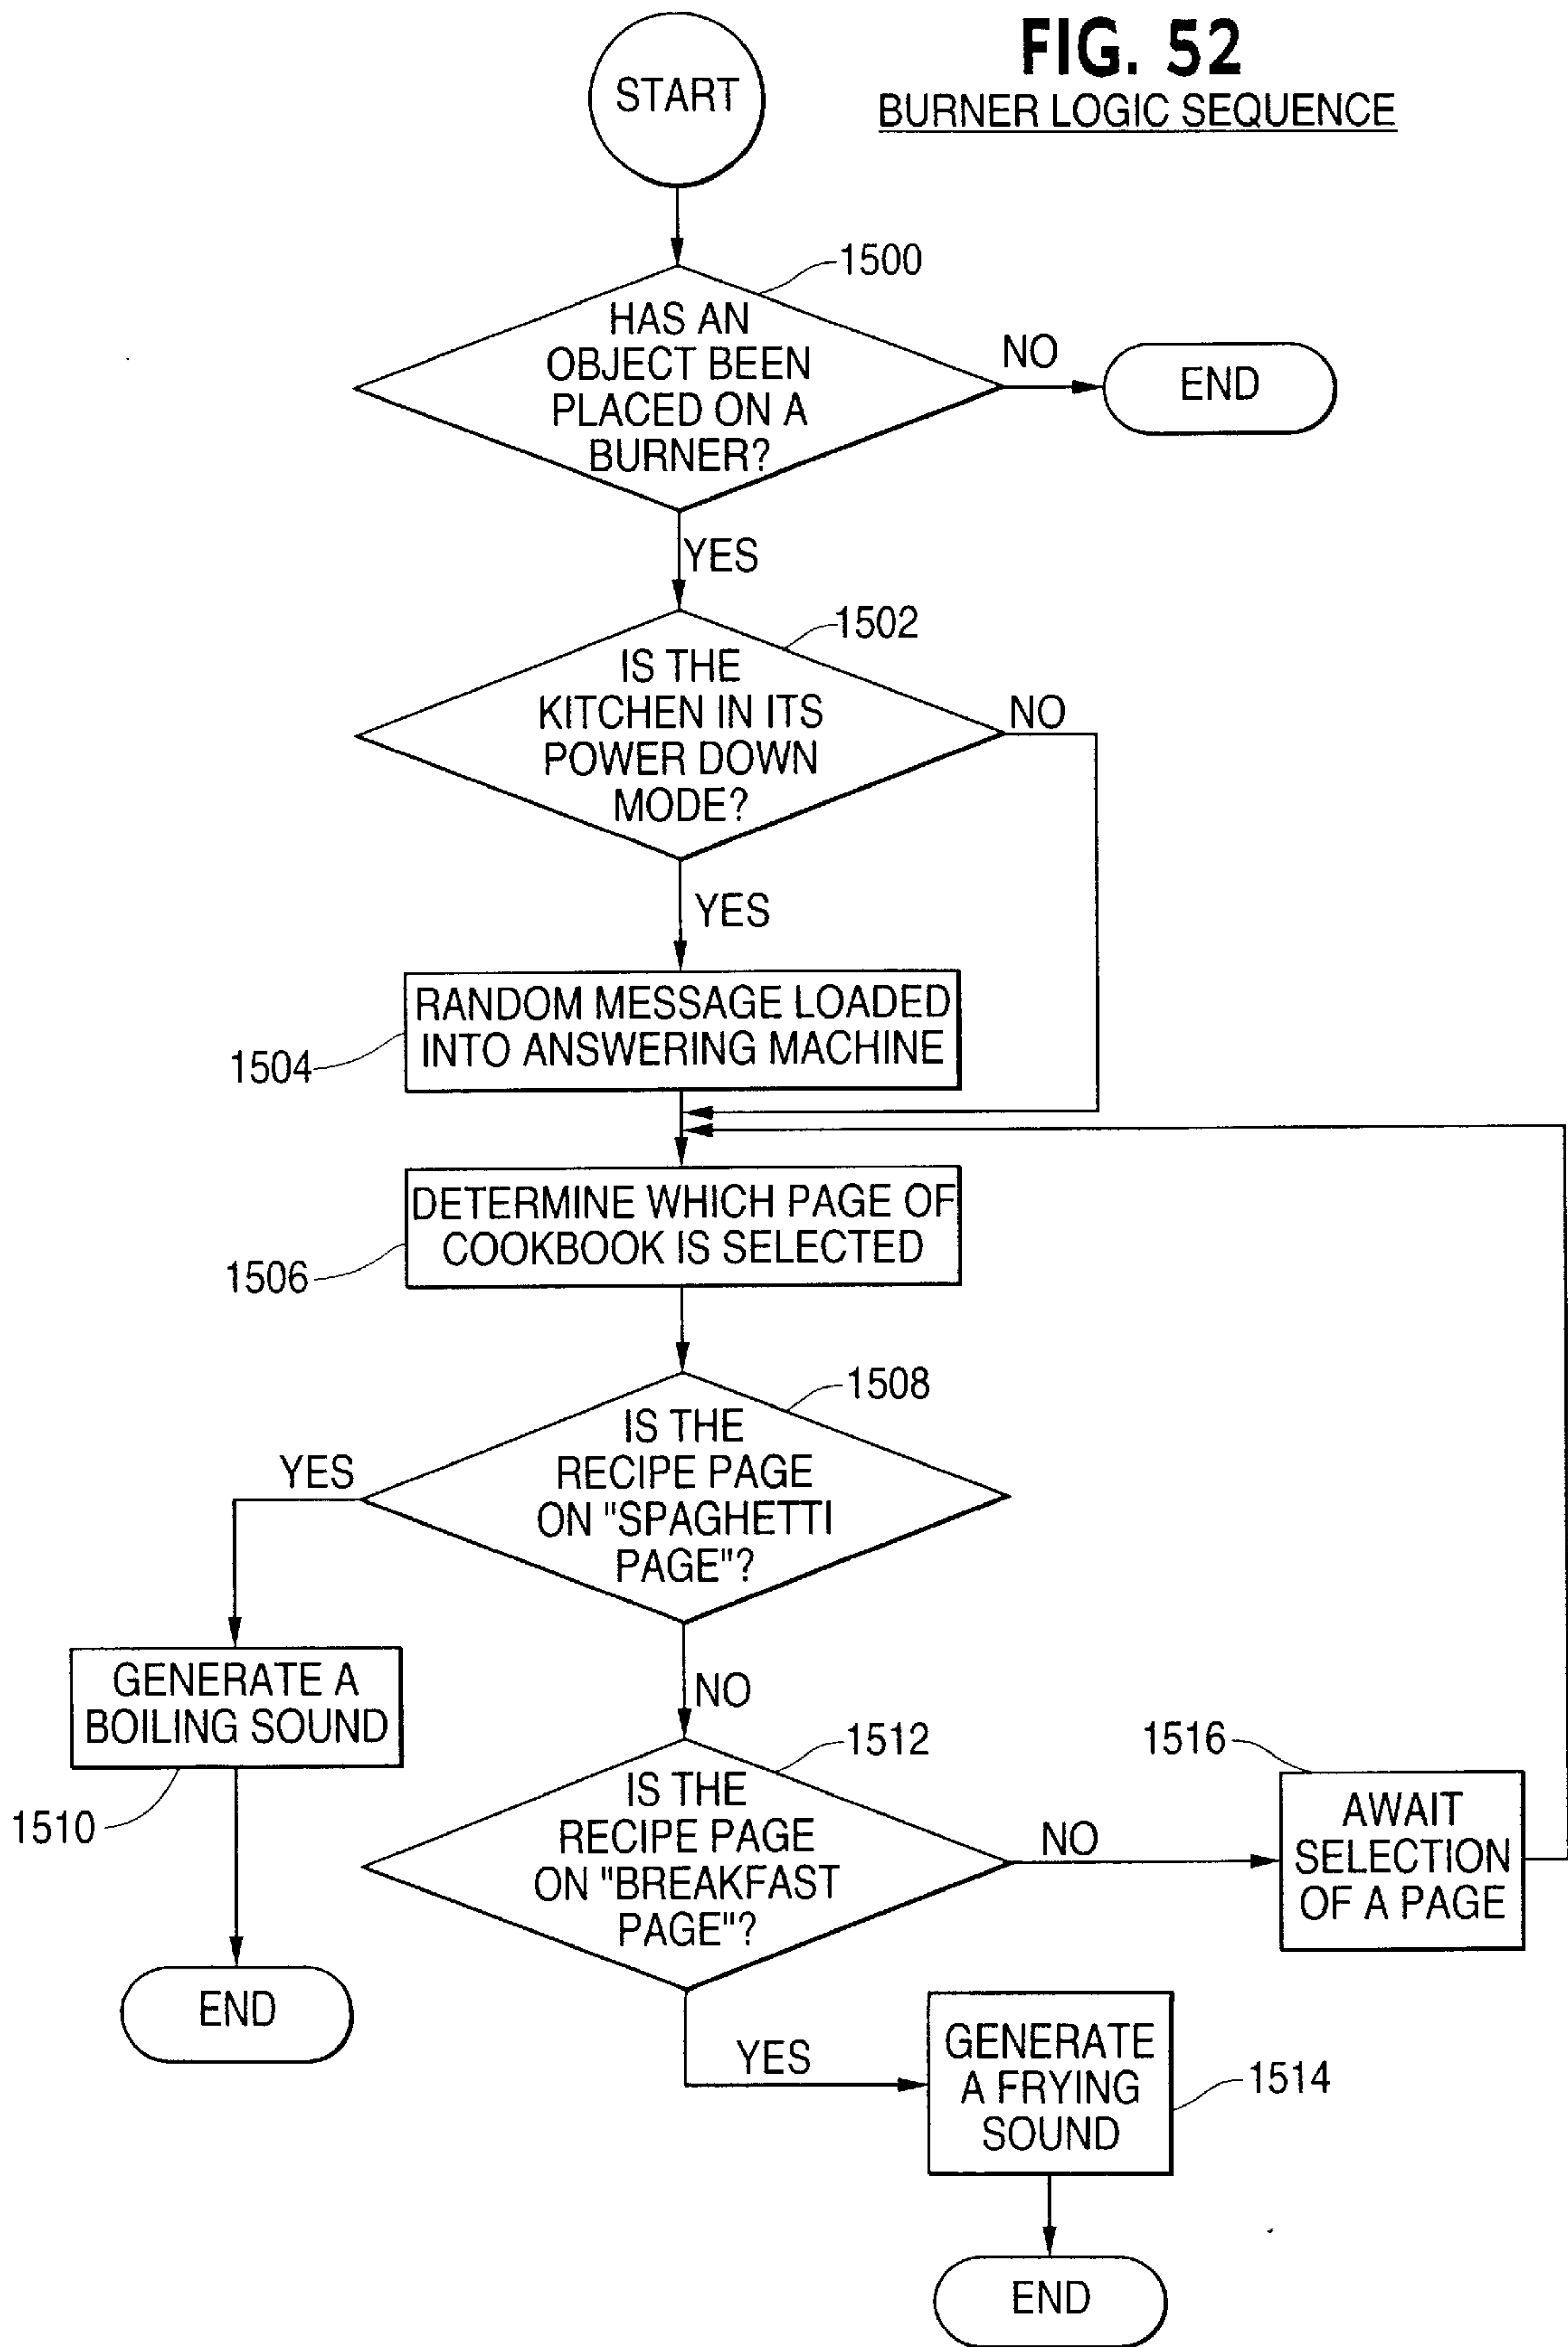 FIG. 52
BURNER LOGIC SEQUENCE
START
1500
HAS AN
OBJECT BEEN
PLACED ON A
BURNER?
NO
END
YES
1502
IS THE
KITCHEN IN ITS
POWER DOWN
MODE?
NO
YES
RANDOM MESSAGE LOADED
INTO ANSWERING MACHINE
1504
DETERMINE WHICH PAGE OF
COOKBOOK IS SELECTED
1506
1508
IS THE
RECIPE PAGE
ON "SPAGHETTI
PAGE"?
YES
GENERATE A
BOILING SOUND
1510
END
NO
1512
IS THE
RECIPE PAGE
ON "BREAKFAST
PAGE"?
NO
1516
AWAIT
SELECTION
OF A PAGE
YES
GENERATE
A FRYING
SOUND
1514
END